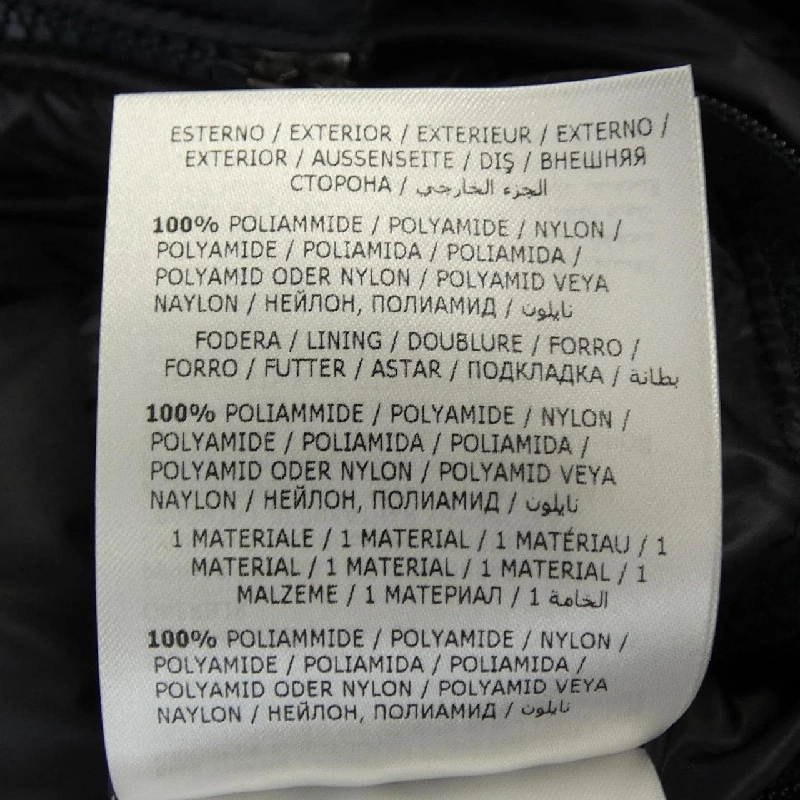 ESTERNO / EXTERIOR / EXTERIEUR / EXTERNO /
EXTERIOR / AUSSENSEITE / DIŞ / ВНЕШНЯЯ
СТОРОНА / الجزء الخارجي
100% POLIAMMIDE / POLYAMIDE / NYLON /
POLYAMIDE / POLIAMIDA / POLIAMIDA /
POLYAMID ODER NYLON / POLYAMID VEYA
NAYLON / НЕЙЛОН, ПОЛИАМИД / نايلون
FODERA / LINING / DOUBLURE / FORRO /
FORRO / FUTTER / ASTAR / ПОДКЛАДКА / بطانة
100% POLIAMMIDE / POLYAMIDE / NYLON /
POLYAMIDE / POLIAMIDA / POLIAMIDA /
POLYAMID ODER NYLON / POLYAMID VEYA
NAYLON / НЕЙЛОН, ПОЛИАМИД / نايلون
1 MATERIALE / 1 MATERIAL / 1 MATÉRIAU / 1
MATERIAL / 1 MATERIAL / 1 MATERIAL / 1
MALZEME / 1 МАТЕРИАЛ / 1 الخامة
100% POLIAMMIDE / POLYAMIDE / NYLON /
POLYAMIDE / POLIAMIDA / POLIAMIDA /
POLYAMID ODER NYLON / POLYAMID VEYA
NAYLON / НЕЙЛОН, ПОЛИАМИД / نايلون